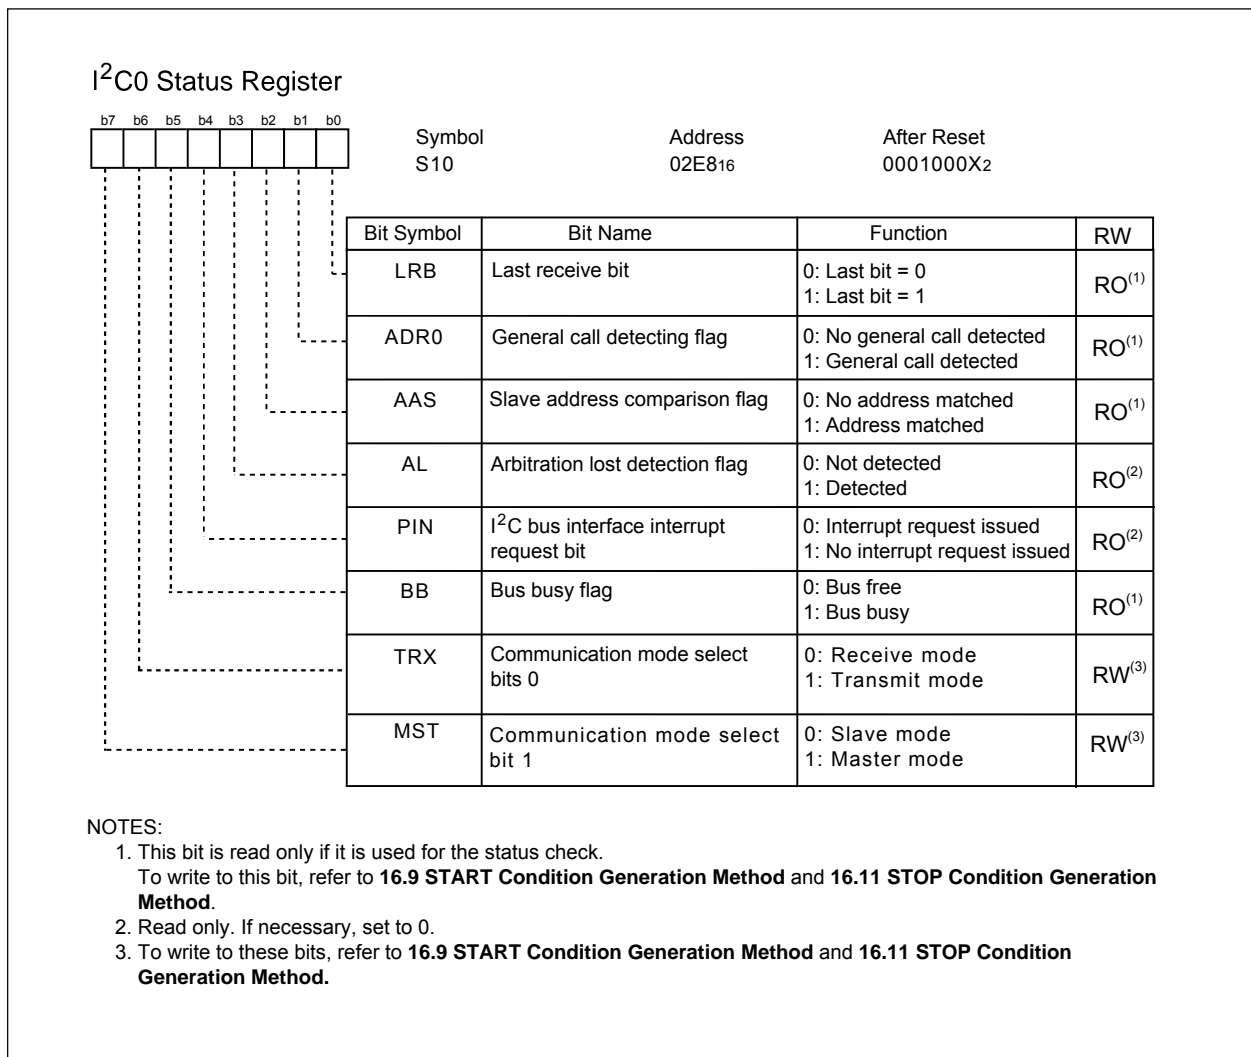 I2C0 Status Register
b7 b6 b5 b4 b3 b2 b1 b0
Symbol Address After Reset
S10 02E816 0001000X2
Bit Symbol Bit Name Function RW
LRB Last receive bit 0: Last bit = 0
1: Last bit = 1 RO(1)
ADR0 General call detecting flag 0: No general call detected
1: General call detected RO(1)
AAS Slave address comparison flag 0: No address matched
1: Address matched RO(1)
AL Arbitration lost detection flag 0: Not detected
1: Detected RO(2)
PIN I2C bus interface interrupt 0: Interrupt request issued
request bit 1: No interrupt request issued RO(2)
BB Bus busy flag 0: Bus free
1: Bus busy RO(1)
TRX Communication mode select 0: Receive mode
bits 0 1: Transmit mode RW(3)
MST Communication mode select 0: Slave mode
bit 1 1: Master mode RW(3)
NOTES:
1. This bit is read only if it is used for the status check.
To write to this bit, refer to 16.9 START Condition Generation Method and 16.11 STOP Condition Generation
Method.
2. Read only. If necessary, set to 0.
3. To write to these bits, refer to 16.9 START Condition Generation Method and 16.11 STOP Condition
Generation Method.